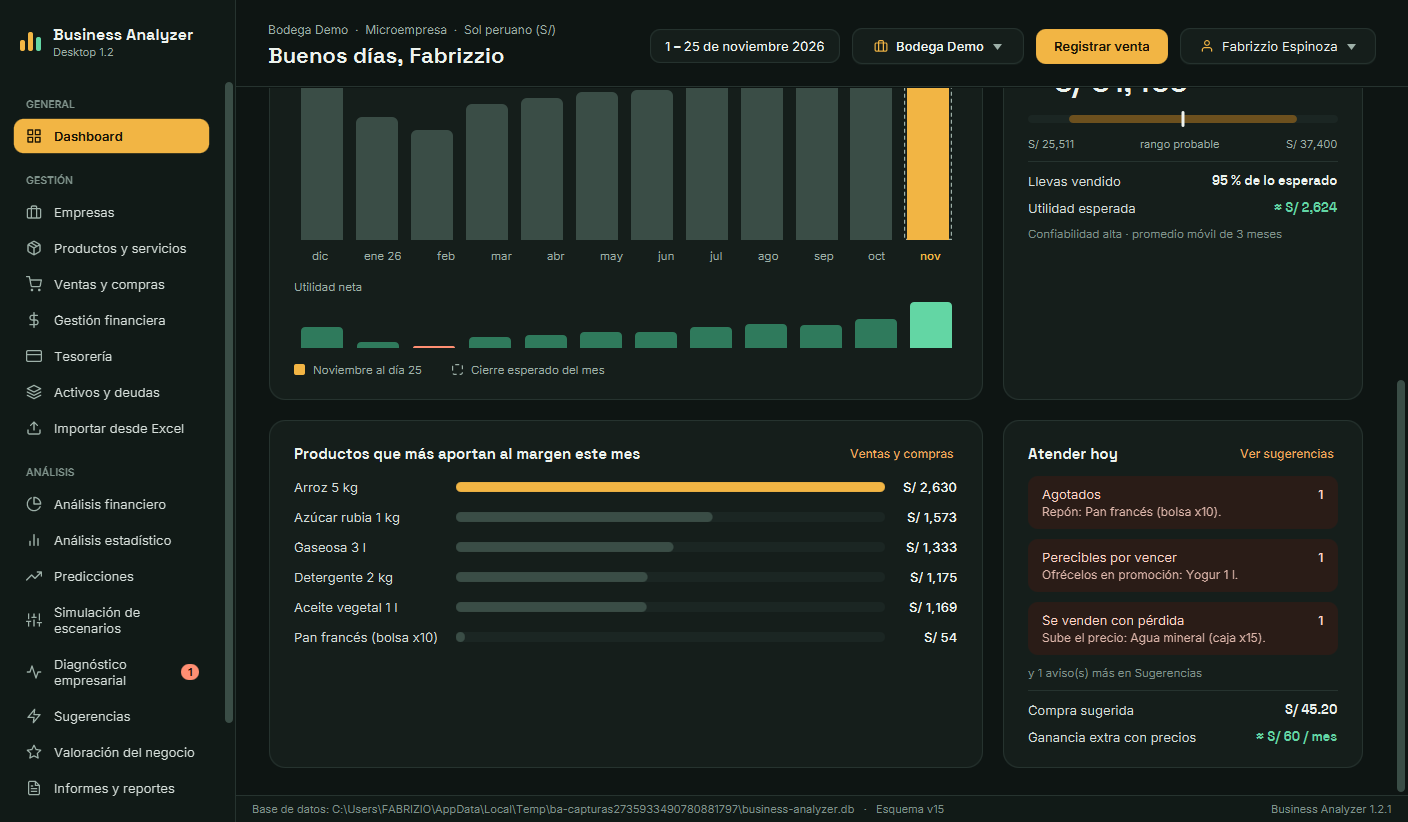 Business Analyzer
Desktop 1.2
GENERAL
Dashboard
GESTIÓN
Empresas
Productos y servicios
Ventas y compras
Gestión financiera
Tesorería
Activos y deudas
Importar desde Excel
ANÁLISIS
Análisis financiero
Análisis estadístico
Predicciones
Simulación de
escenarios
Diagnóstico
empresarial
1
Sugerencias
Valoración del negocio
Informes y reportes
Bodega Demo · Microempresa · Sol peruano (S/)
Buenos días, Fabrizzio
1 – 25 de noviembre 2026
Bodega Demo
Registrar venta
Fabrizzio Espinoza
dic ene 26 feb mar abr may jun jul ago sep oct nov
Utilidad neta
Noviembre al día 25 Cierre esperado del mes
S/ 25,511 rango probable S/ 37,400
Llevas vendido 95 % de lo esperado
Utilidad esperada ≈ S/ 2,624
Confiabilidad alta · promedio móvil de 3 meses
Productos que más aportan al margen este mes Ventas y compras
Arroz 5 kg S/ 2,630
Azúcar rubia 1 kg S/ 1,573
Gaseosa 3 l S/ 1,333
Detergente 2 kg S/ 1,175
Aceite vegetal 1 l S/ 1,169
Pan francés (bolsa x10) S/ 54
Atender hoy Ver sugerencias
Agotados 1
Repón: Pan francés (bolsa x10).
Perecibles por vencer 1
Ofrécelos en promoción: Yogur 1 l.
Se venden con pérdida 1
Sube el precio: Agua mineral (caja x15).
y 1 aviso(s) más en Sugerencias
Compra sugerida S/ 45.20
Ganancia extra con precios ≈ S/ 60 / mes
Base de datos: C:\Users\FABRIZIO\AppData\Local\Temp\ba-capturas2735933490780881797\business-analyzer.db · Esquema v15
Business Analyzer 1.2.1